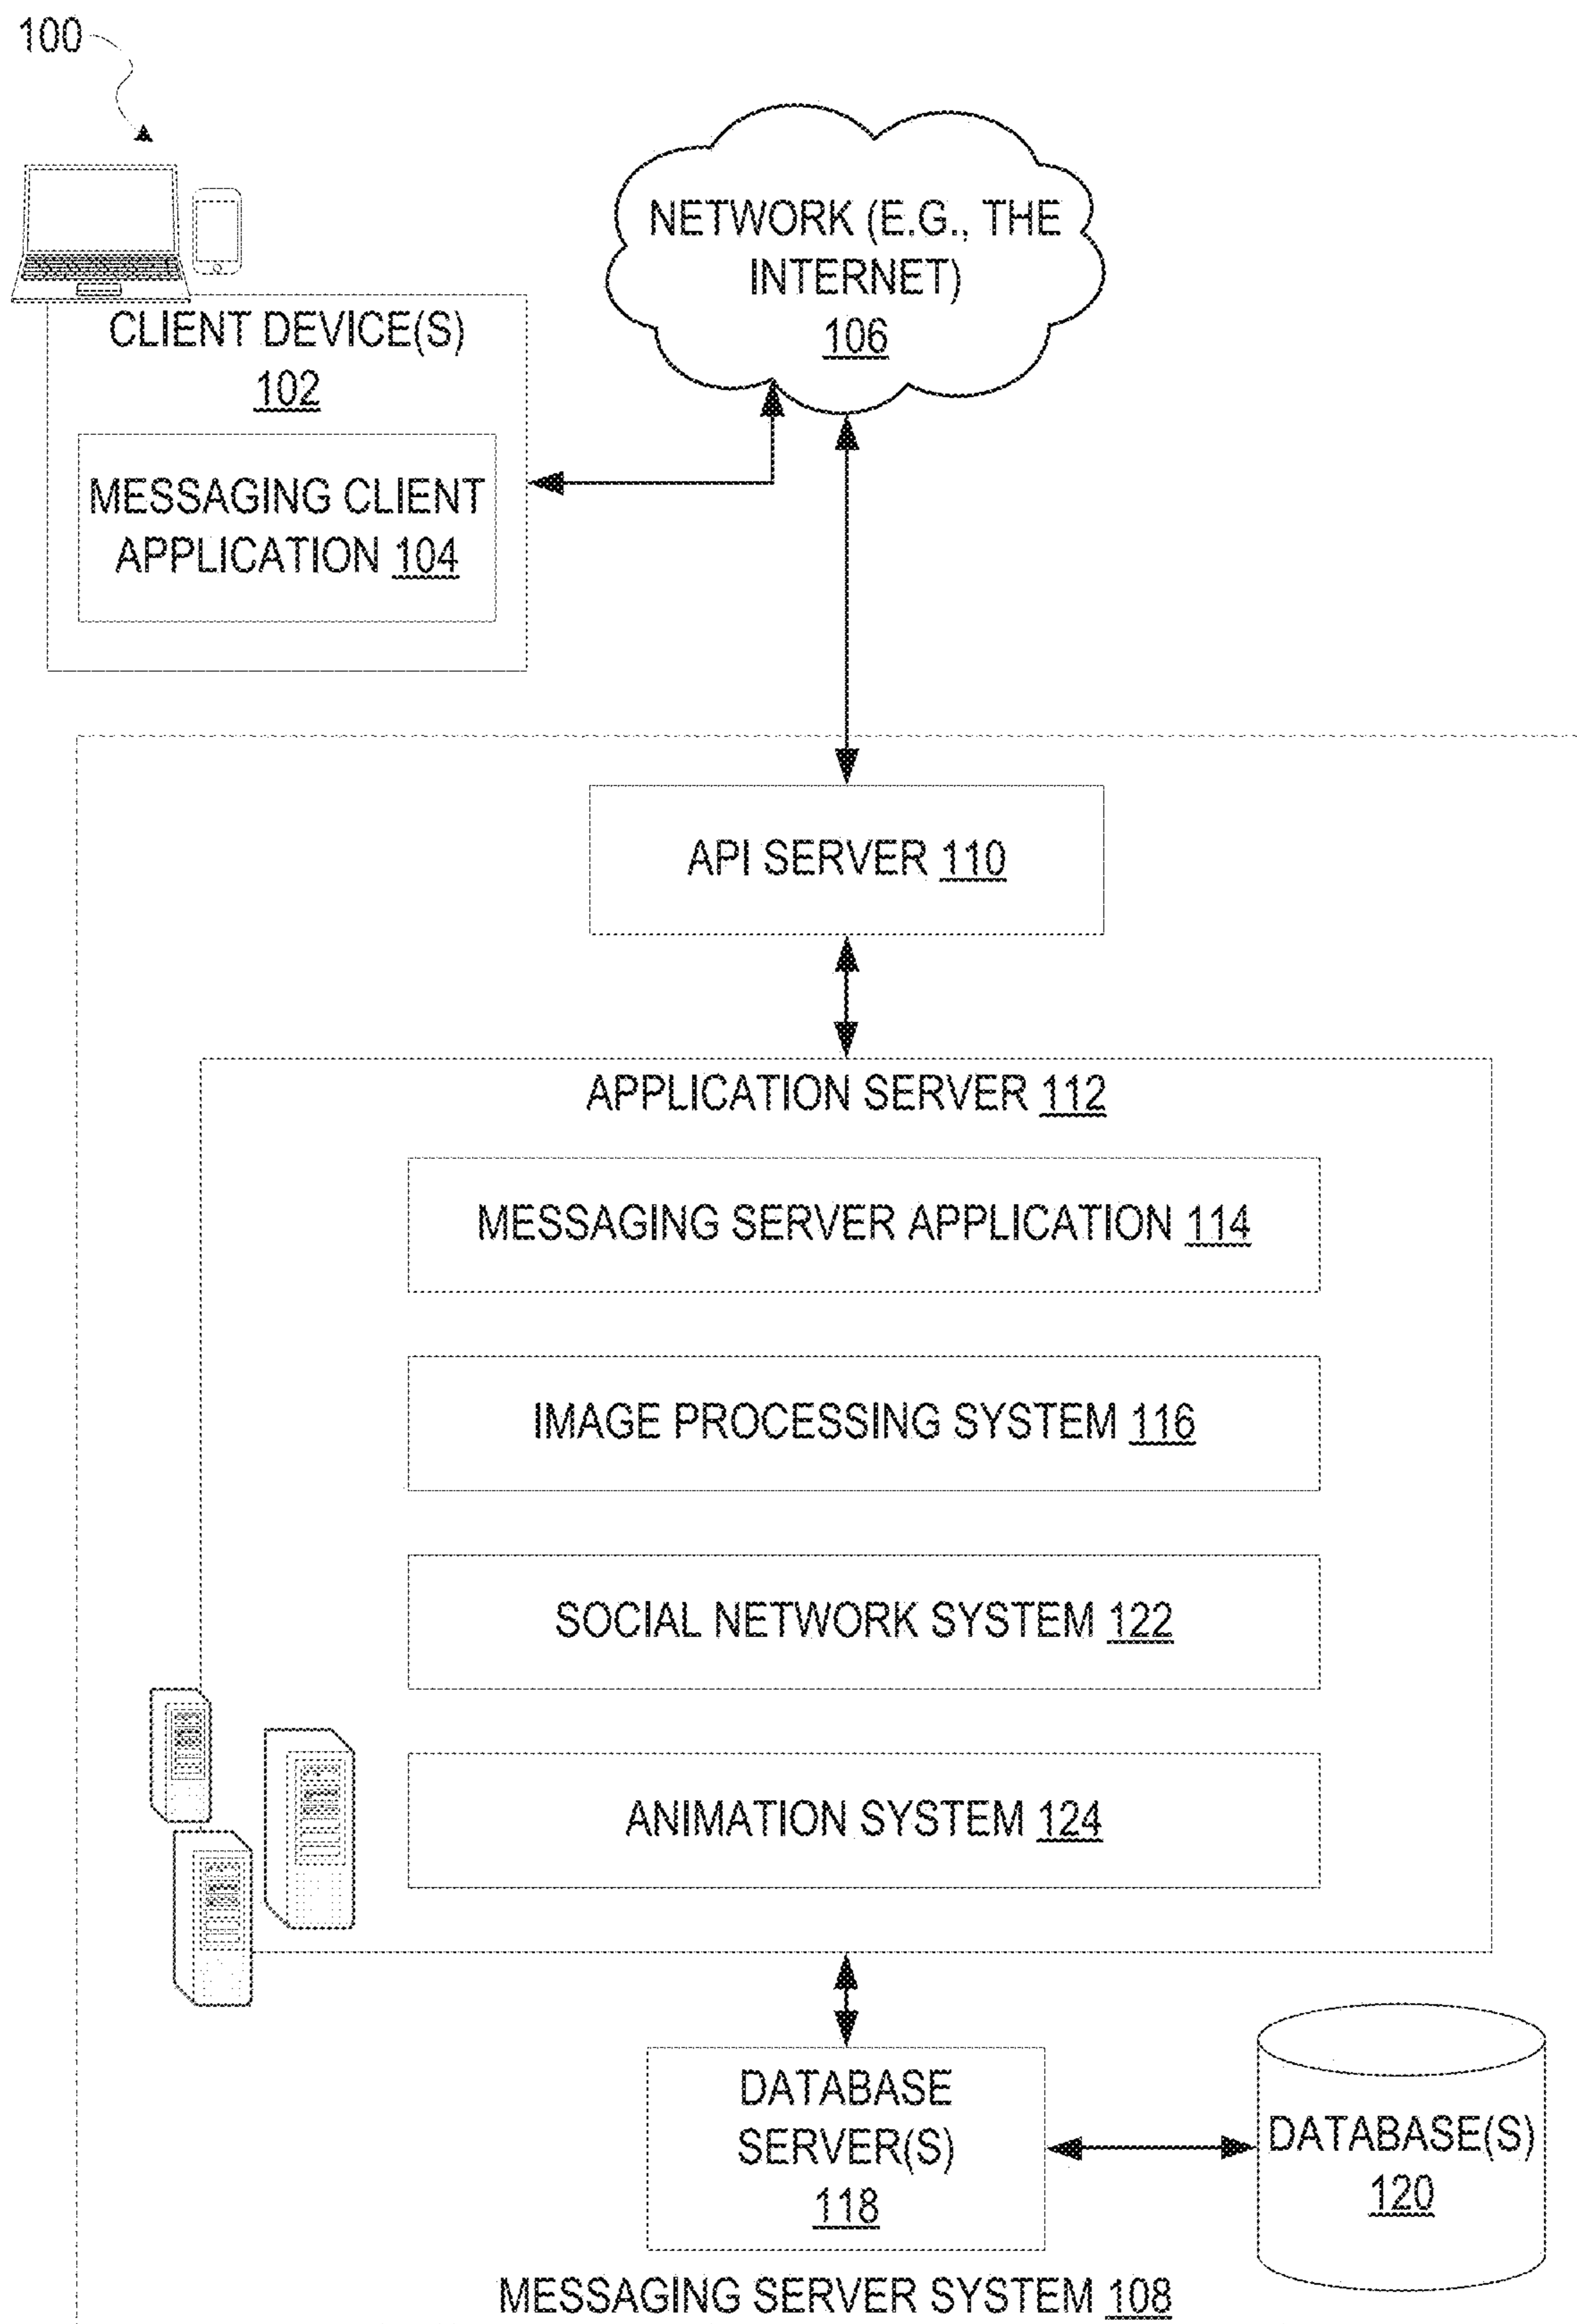 100
NETWORK (E.G., THE
INTERNET)
106
CLIENT DEVICE(S)
102
MESSAGING CLIENT
APPLICATION 104
API SERVER 110
APPLICATION SERVER 112
MESSAGING SERVER APPLICATION 114
IMAGE PROCESSING SYSTEM 116
SOCIAL NETWORK SYSTEM 122
ANIMATION SYSTEM 124
DATABASE
SERVER(S)
118
DATABASE(S)
120
MESSAGING SERVER SYSTEM 108